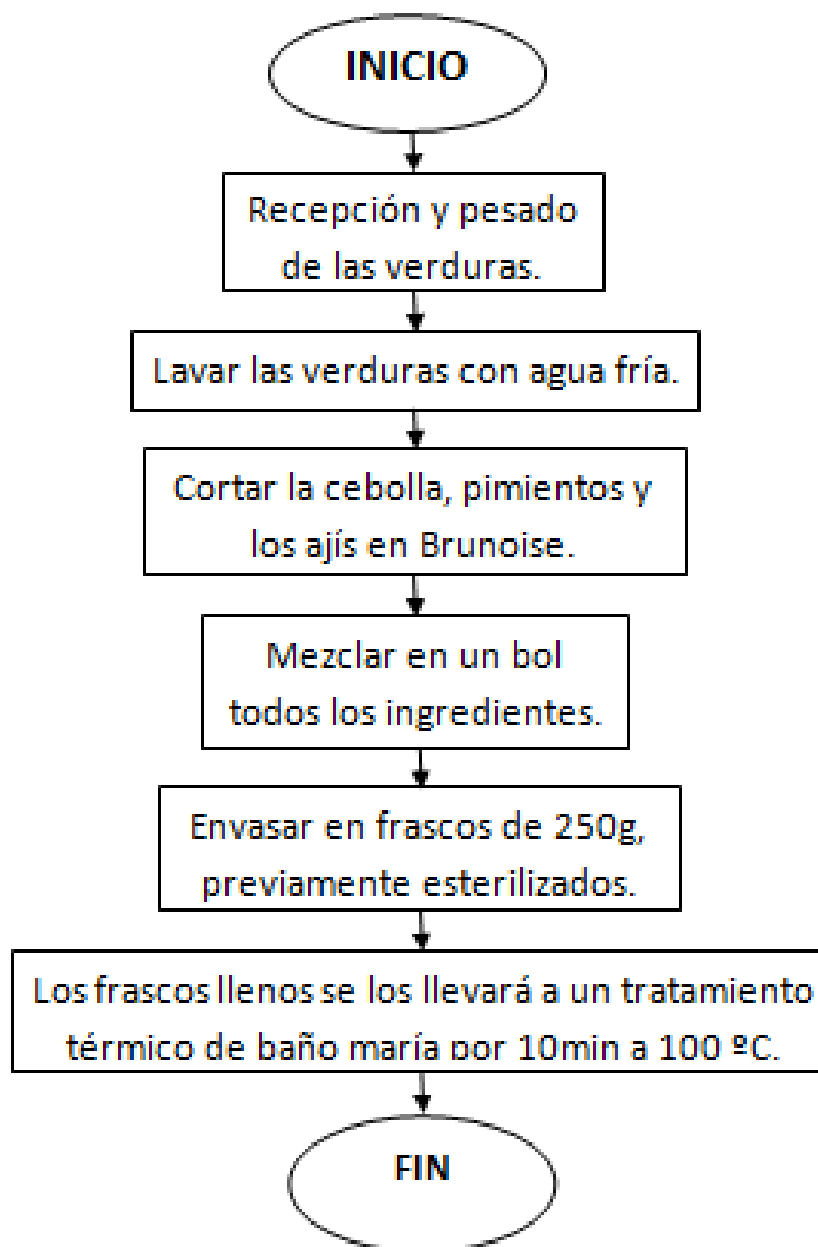 INICIO
Recepción y pesado
de las verduras.
Lavar las verduras con agua fría.
Cortar la cebolla, pimientos y
los ajís en Brunoise.
Mezclar en un bol
todos los ingredientes.
Envasar en frascos de 250g,
previamente esterilizados.
Los frascos llenos se los llevará a un tratamiento
térmico de baño maría por 10min a 100 ºC.
FIN